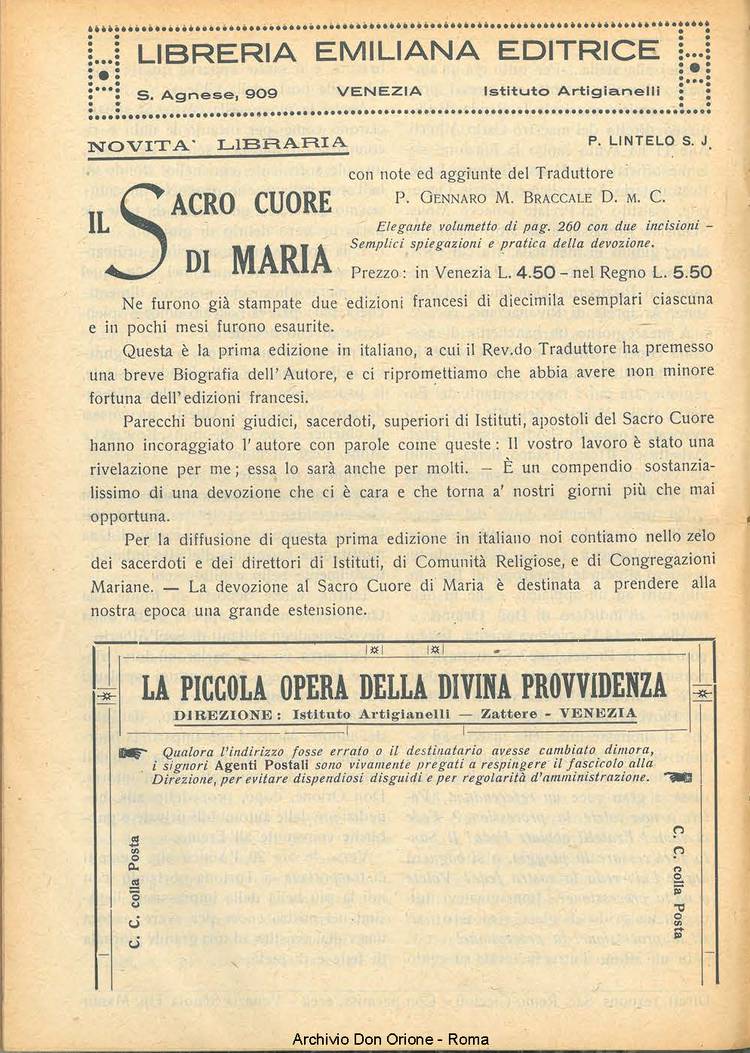 LIBRERIA EMILIANA EDITRICE
S. Agnese, 909 VENEZIA Istituto Artigianelli
NOVITA' LIBRARIA P. LINTELO S. J.
IL SACRO CUORE
DI MARIA
con note ed aggiunte del Traduttore
P. GENNARO M. BRACCALE D. M. C.
Elegante volumetto di pag. 260 con due incisioni -
Semplici spiegazioni e pratica della devozione.
Prezzo: in Venezia L. 4.50 - nel Regno L. 5.50
Ne furono già stampate due edizioni francesi di diecimila esemplari ciascuna
e in pochi mesi furono esaurite.
Questa è la prima edizione in italiano, a cui il Rev.do Traduttore ha premesso
una breve Biografia dell' Autore, e ci ripromettiamo che abbia avere non minore
fortuna dell' edizioni francesi.
Parecchi buoni giudici, sacerdoti, superiori di Istituti, apostoli del Sacro Cuore
hanno incoraggiato l' autore con parole come queste: Il vostro lavoro è stato una
rivelazione per me; essa lo sarà anche per molti. — È un compendio sostanzia-
lissimo di una devozione che ci è cara e che torna a' nostri giorni più che mai
opportuna.
Per la diffusione di questa prima edizione in italiano noi contiamo nello zelo
dei sacerdoti e dei direttori di Istituti, di Comunità Religiose, e di Congregazioni
Mariane. — La devozione al Sacro Cuore di Maria è destinata a prendere alla
nostra epoca una grande estensione.
LA PICCOLA OPERA DELLA DIVINA PROVVIDENZA
DIREZIONE: Istituto Artigianelli — Zattere - VENEZIA
Qualora l'indirizzo fosse errato o il destinatario avesse cambiato dimora,
i signori Agenti Postali sono vivamente pregati a respingere il fascicolo alla
Direzione, per evitare dispendiosi disguidi e per regolarità d'amministrazione.
C. C. colla Posta
C. C. colla Posta
Archivio Don Orione - Roma